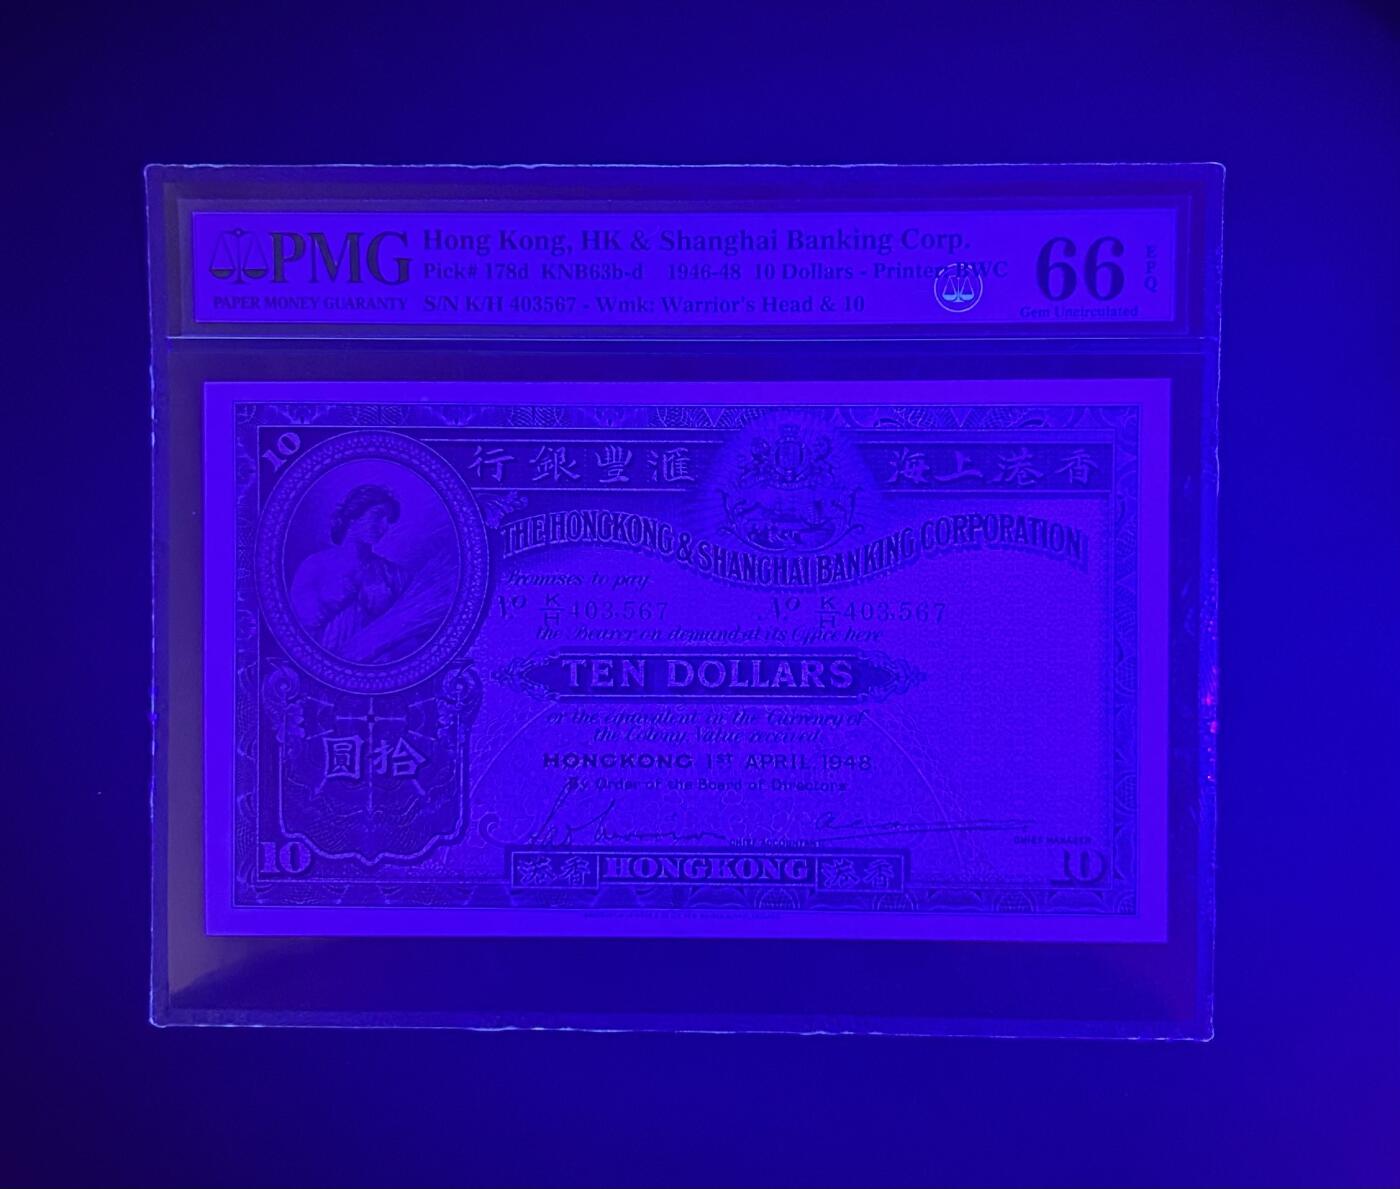 PMG
PAPER MONEY GUARANTY
Hong Kong, HK & Shanghai Banking Corp.
Pick# 178d KNB63b-d 1946-48 10 Dollars - Printer BWC
S/N K/H 403567 - Wmk: Warrior's Head & 10
66
EPQ
Gem Uncirculated
10
行銀豐滙
海上港香
THE HONGKONG & SHANGHAI BANKING CORPORATION
Promises to pay
No K/H 403,567 No K/H 403,567
the Bearer on demand at its Office here
TEN DOLLARS
or the equivalent in the Currency of
the Colony Value received.
圓拾
HONGKONG 1ST APRIL 1948
By Order of the Board of Directors
CHIEF ACCOUNTANT
CHIEF MANAGER
10
港香 HONGKONG 港香
10